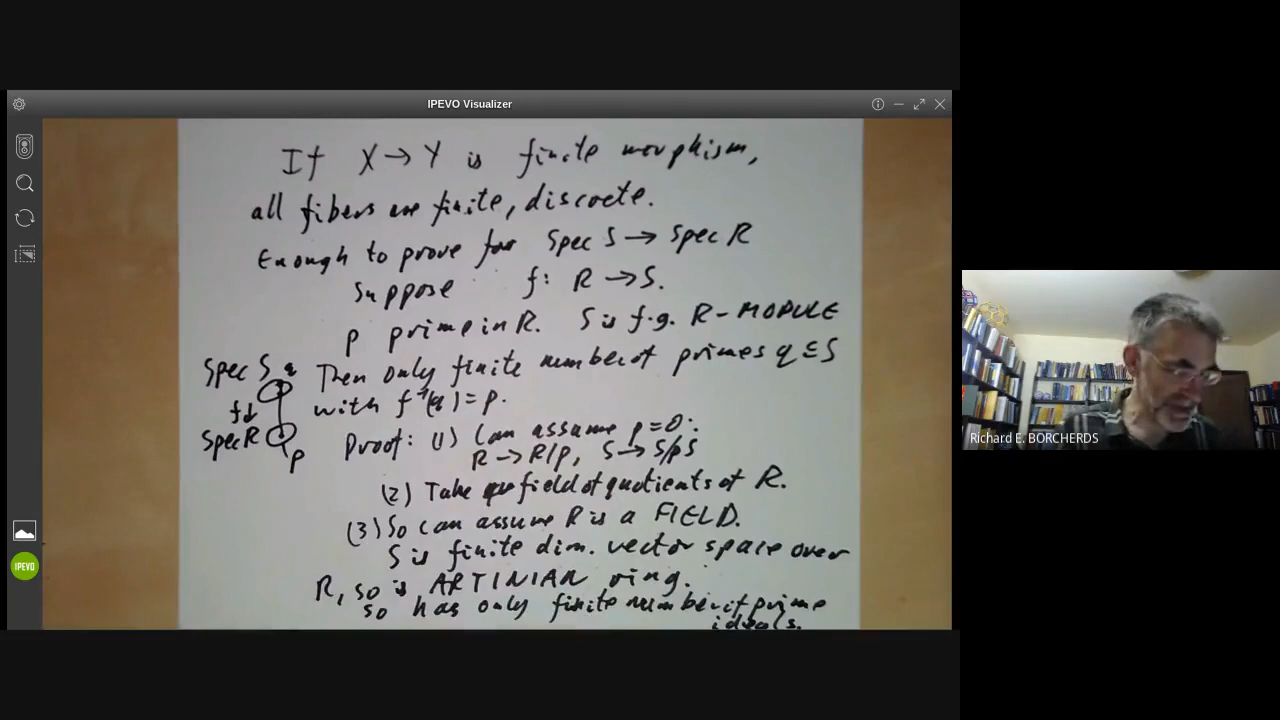 IPEVO Visualizer
If X → Y is finite morphism,
all fibers are finite, discrete.
Enough to prove for Spec S → Spec R
Suppose f: R → S.
p prime in R. S is f.g. R-MODULE
Then only finite number of primes q ⊆ S
with f⁻¹(q) = p.
Spec S q
f↓
Spec R
p
Proof: (1) Can assume p = 0:
R → R/p, S → S/pS
(2) Take field of quotients of R.
(3) So can assume R is a FIELD.
S is finite dim. vector space over
R, so is ARTINIAN ring.
so has only finite number of prime
ideals.
IPEVO
Richard E. BORCHERDS